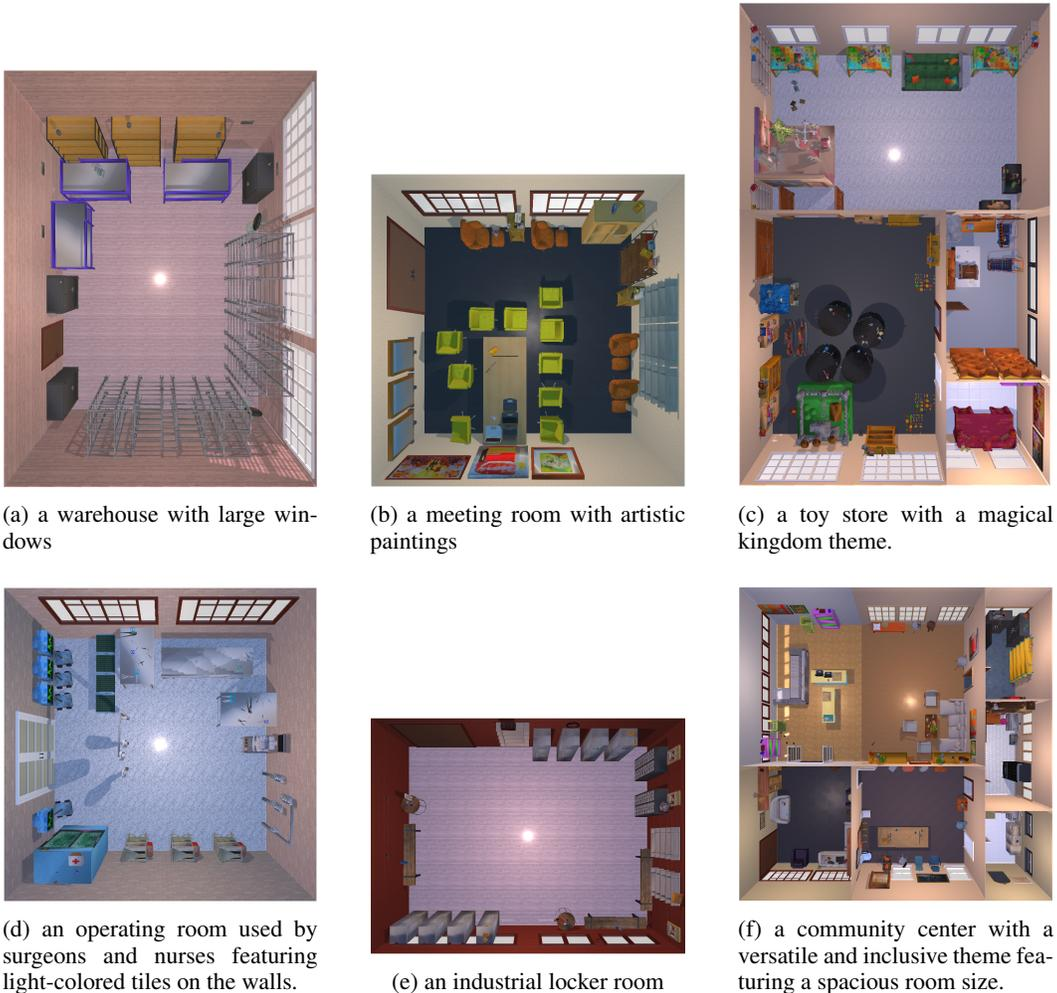 (a) a warehouse with large win-
dows
(b) a meeting room with artistic
paintings
(c) a toy store with a magical
kingdom theme.
(d) an operating room used by
surgeons and nurses featuring
light-colored tiles on the walls.
(e) an industrial locker room
(f) a community center with a
versatile and inclusive theme fea-
turing a spacious room size.